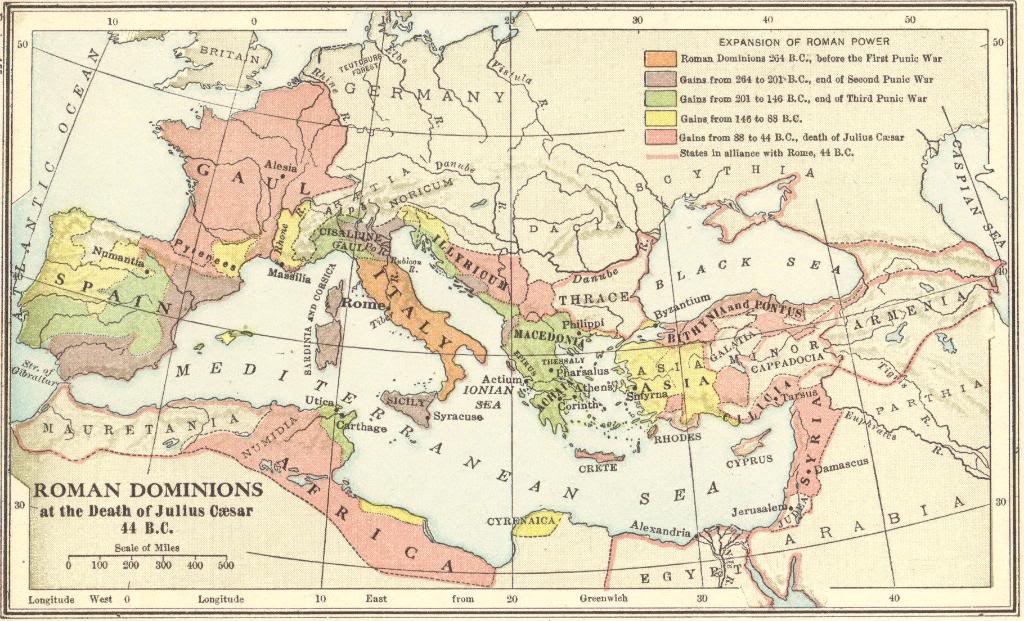 10
0
10
20
30
40
50
50
50
EXPANSION OF ROMAN POWER
Roman Dominions 264 B.C., before the First Punic War
Gains from 264 to 201 B.C., end of Second Punic War
Gains from 201 to 146 B.C., end of Third Punic War
Gains from 146 to 88 B.C.
Gains from 88 to 44 B.C., death of Julius Cæsar
States in alliance with Rome, 44 B.C.
BRITAIN
ATLANTIC OCEAN
TEUTOBURG
FOREST
Elbe
Rhine
R.
R.
Vistula
R.
GERMANY
Alesia
GAUL
Danube
R.
NORICUM
SCYTHIA
CASPIAN SEA
DACIA
Rhone R.
CISALPINE
GAUL
Po R.
Rubicon
R.
ILLYRICUM
Pyrenees
Massilia
Numantia
SPAIN
40
40
Danube
R.
BLACK SEA
THRACE
Byzantium
BITHYNIA and PONTUS
ARMENIA
SARDINIA AND CORSICA
Rome
ITALY
Philippi
MACEDONIA
EPIRUS
THESSALY
Pharsalus
GALATIA
MINOR
CAPPADOCIA
ASIA
ASIA
Str. of
Gibraltar
MEDITERRANEAN SEA
Actium
IONIAN
SEA
Athens
Corinth
ACHAIA
Smyrna
CILICIA
Tarsus
Tigris
PARTHIA
Euphrates
R.
Utica
SICILY
Syracuse
Carthage
MAURETANIA
NUMIDIA
RHODES
CRETE
CYPRUS
SYRIA
Damascus
AFRICA
CYRENAICA
Alexandria
Jerusalem
JUDEA
ARABIA
EGYPT
Nile R.
30
30
ROMAN DOMINIONS
at the Death of Julius Cæsar
44 B.C.
Scale of Miles
0 100 200 300 400 500
Longitude West 0 Longitude 10 East from 20 Greenwich 30 40